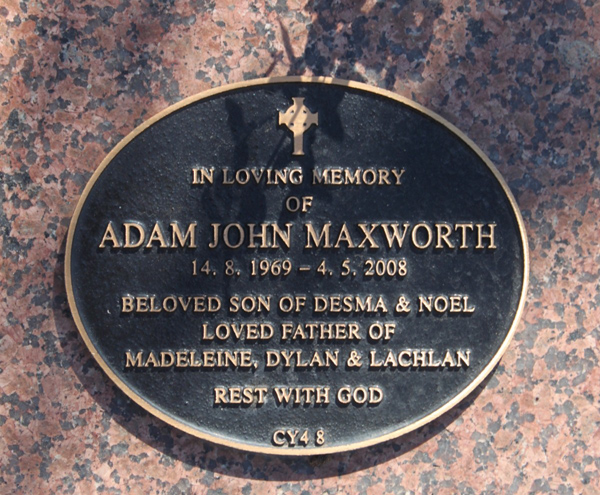 IN LOVING MEMORY
OF
ADAM JOHN MAXWORTH
14. 8. 1969 – 4. 5. 2008
BELOVED SON OF DESMA & NOEL
LOVED FATHER OF
MADELEINE, DYLAN & LACHLAN
REST WITH GOD
CY4 8